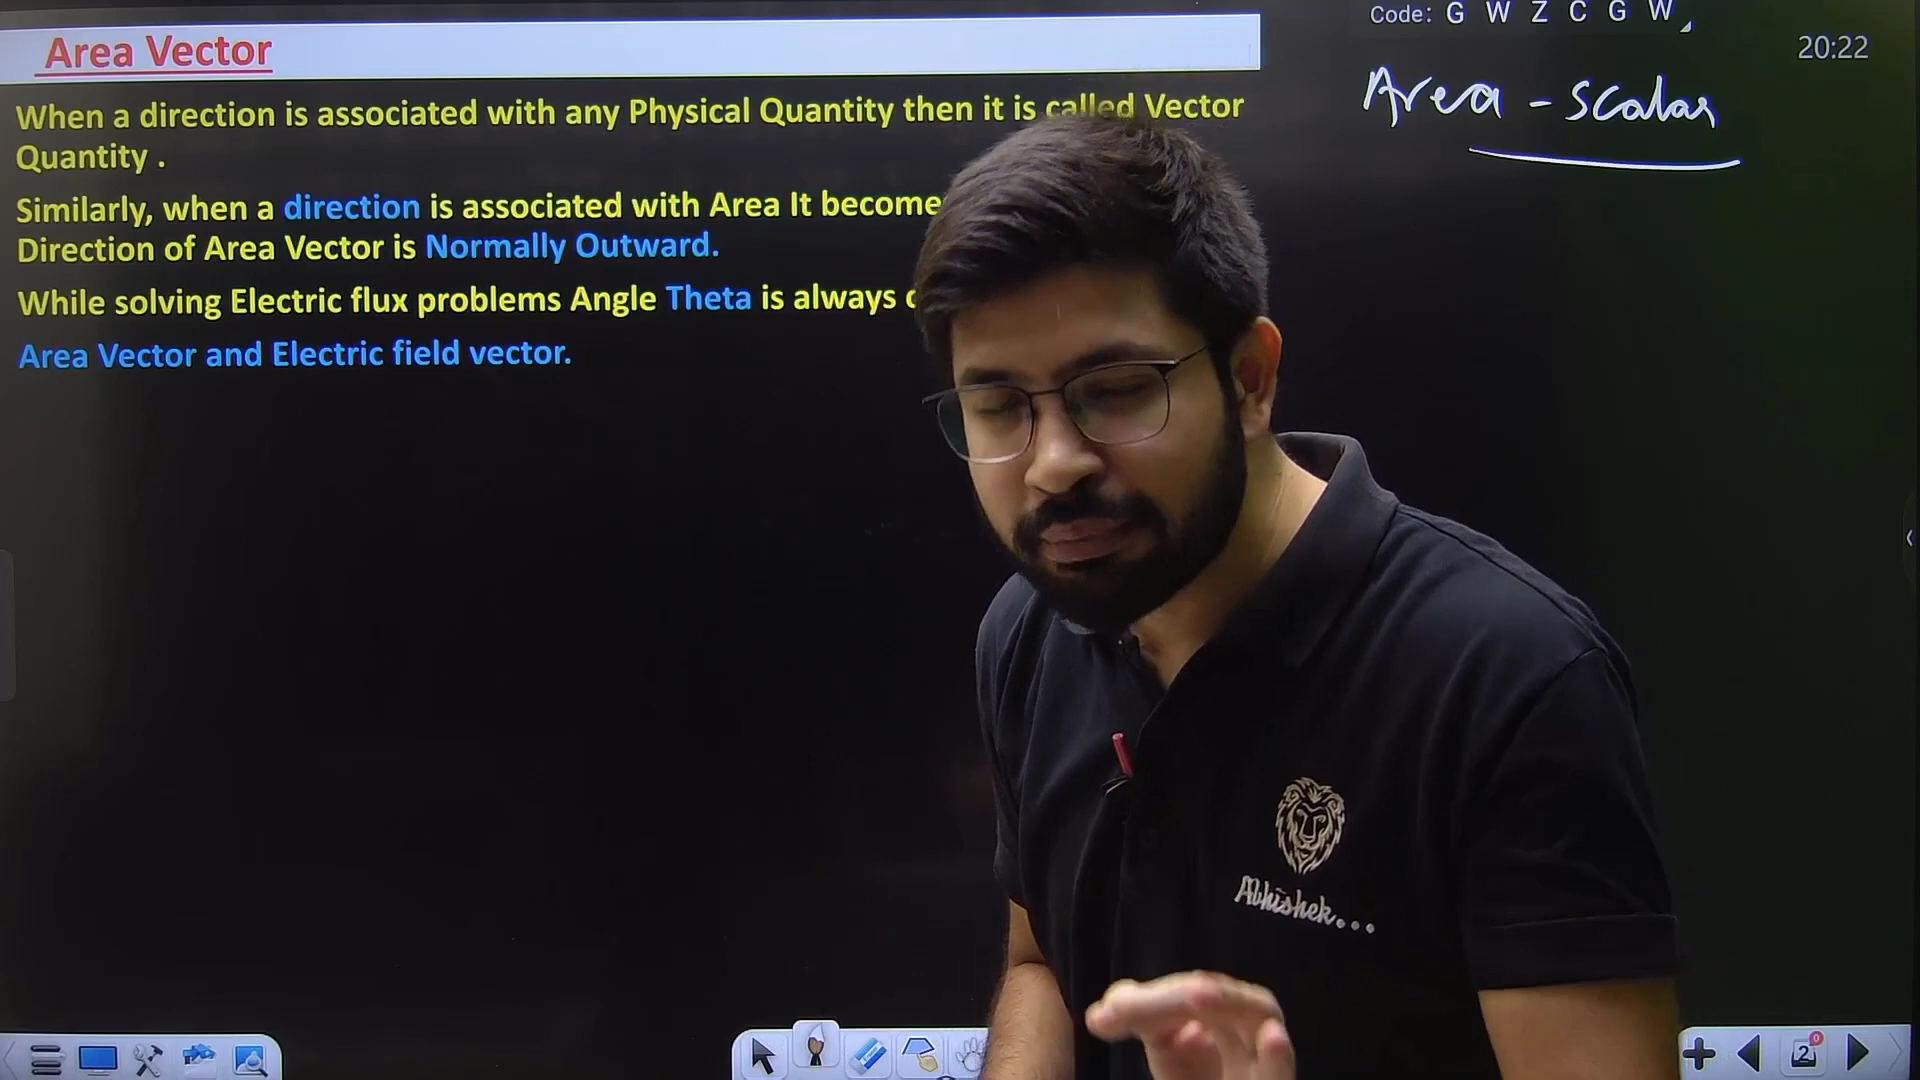 Code: G W Z C G W
20:22
Area Vector
Area - Scalar
When a direction is associated with any Physical Quantity then it is called Vector
Quantity .
Similarly, when a direction is associated with Area It become
Direction of Area Vector is Normally Outward.
While solving Electric flux problems Angle Theta is always
Area Vector and Electric field vector.
Abhishek...
2
0